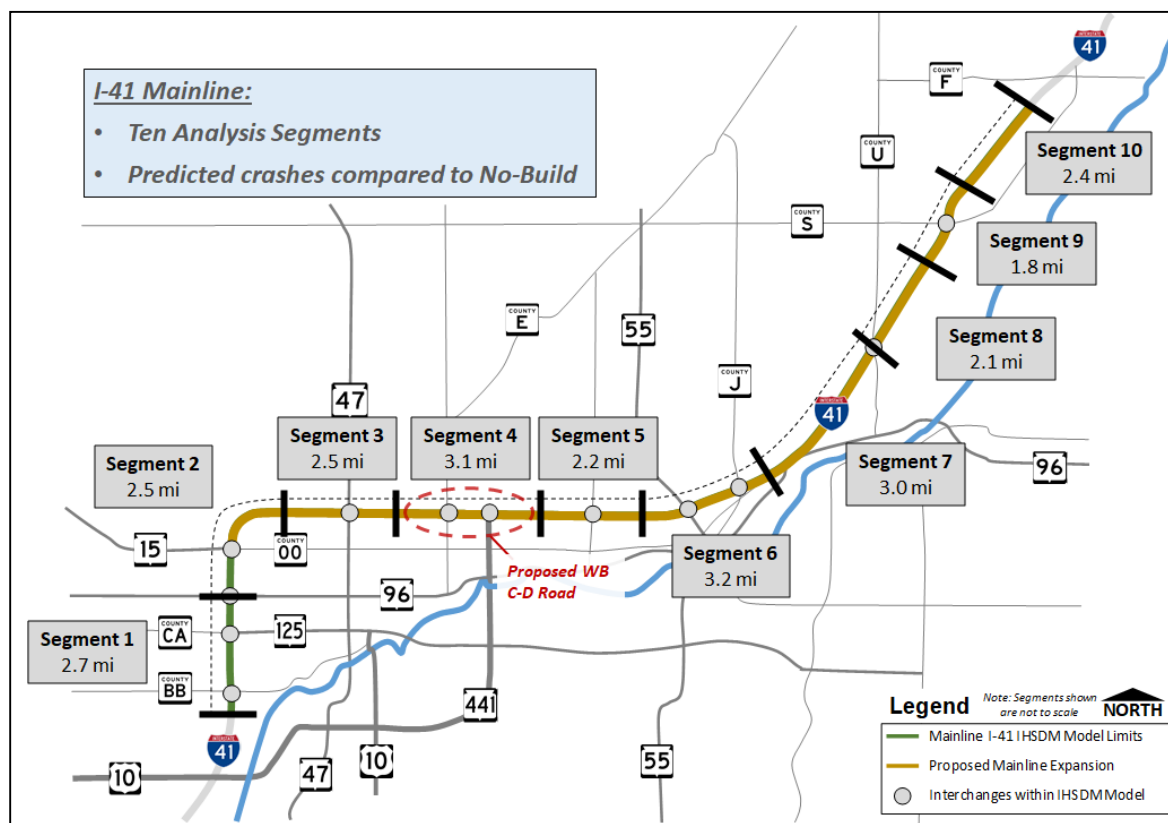 I-41 Mainline:
• Ten Analysis Segments
• Predicted crashes compared to No-Build
INTERSTATE
41
COUNTY
F
COUNTY
U
Segment 10
2.4 mi
COUNTY
S
Segment 9
1.8 mi
COUNTY
E
55
Segment 8
2.1 mi
COUNTY
J
47
INTERSTATE
41
Segment 3
2.5 mi
Segment 4
3.1 mi
Segment 5
2.2 mi
Segment 2
2.5 mi
Segment 7
3.0 mi
96
15
COUNTY
OO
Proposed WB
C-D Road
Segment 6
3.2 mi
96
Segment 1
2.7 mi
COUNTY
CA
125
COUNTY
BB
441
INTERSTATE
41
10
47
10
55
Legend
Note: Segments shown
are not to scale
NORTH
Mainline I-41 IHSDM Model Limits
Proposed Mainline Expansion
Interchanges within IHSDM Model